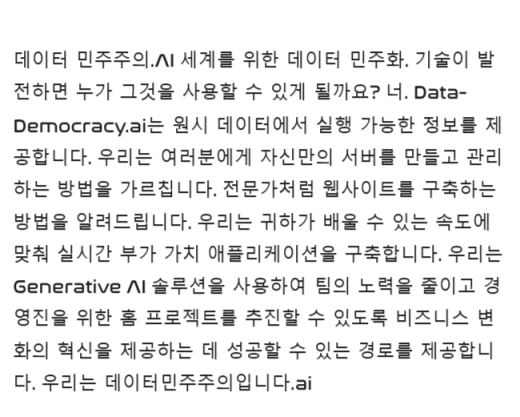 데이터 민주주의.AI 세계를 위한 데이터 민주화. 기술이 발
전하면 누가 그것을 사용할 수 있게 될까요? 너. Data-
Democracy.ai는 원시 데이터에서 실행 가능한 정보를 제
공합니다. 우리는 여러분에게 자신만의 서버를 만들고 관리
하는 방법을 가르칩니다. 전문가처럼 웹사이트를 구축하는
방법을 알려드립니다. 우리는 귀하가 배울 수 있는 속도에
맞춰 실시간 부가 가치 애플리케이션을 구축합니다. 우리는
Generative AI 솔루션을 사용하여 팀의 노력을 줄이고 경
영진을 위한 홈 프로젝트를 추진할 수 있도록 비즈니스 변
화의 혁신을 제공하는 데 성공할 수 있는 경로를 제공합니
다. 우리는 데이터민주주의입니다.ai